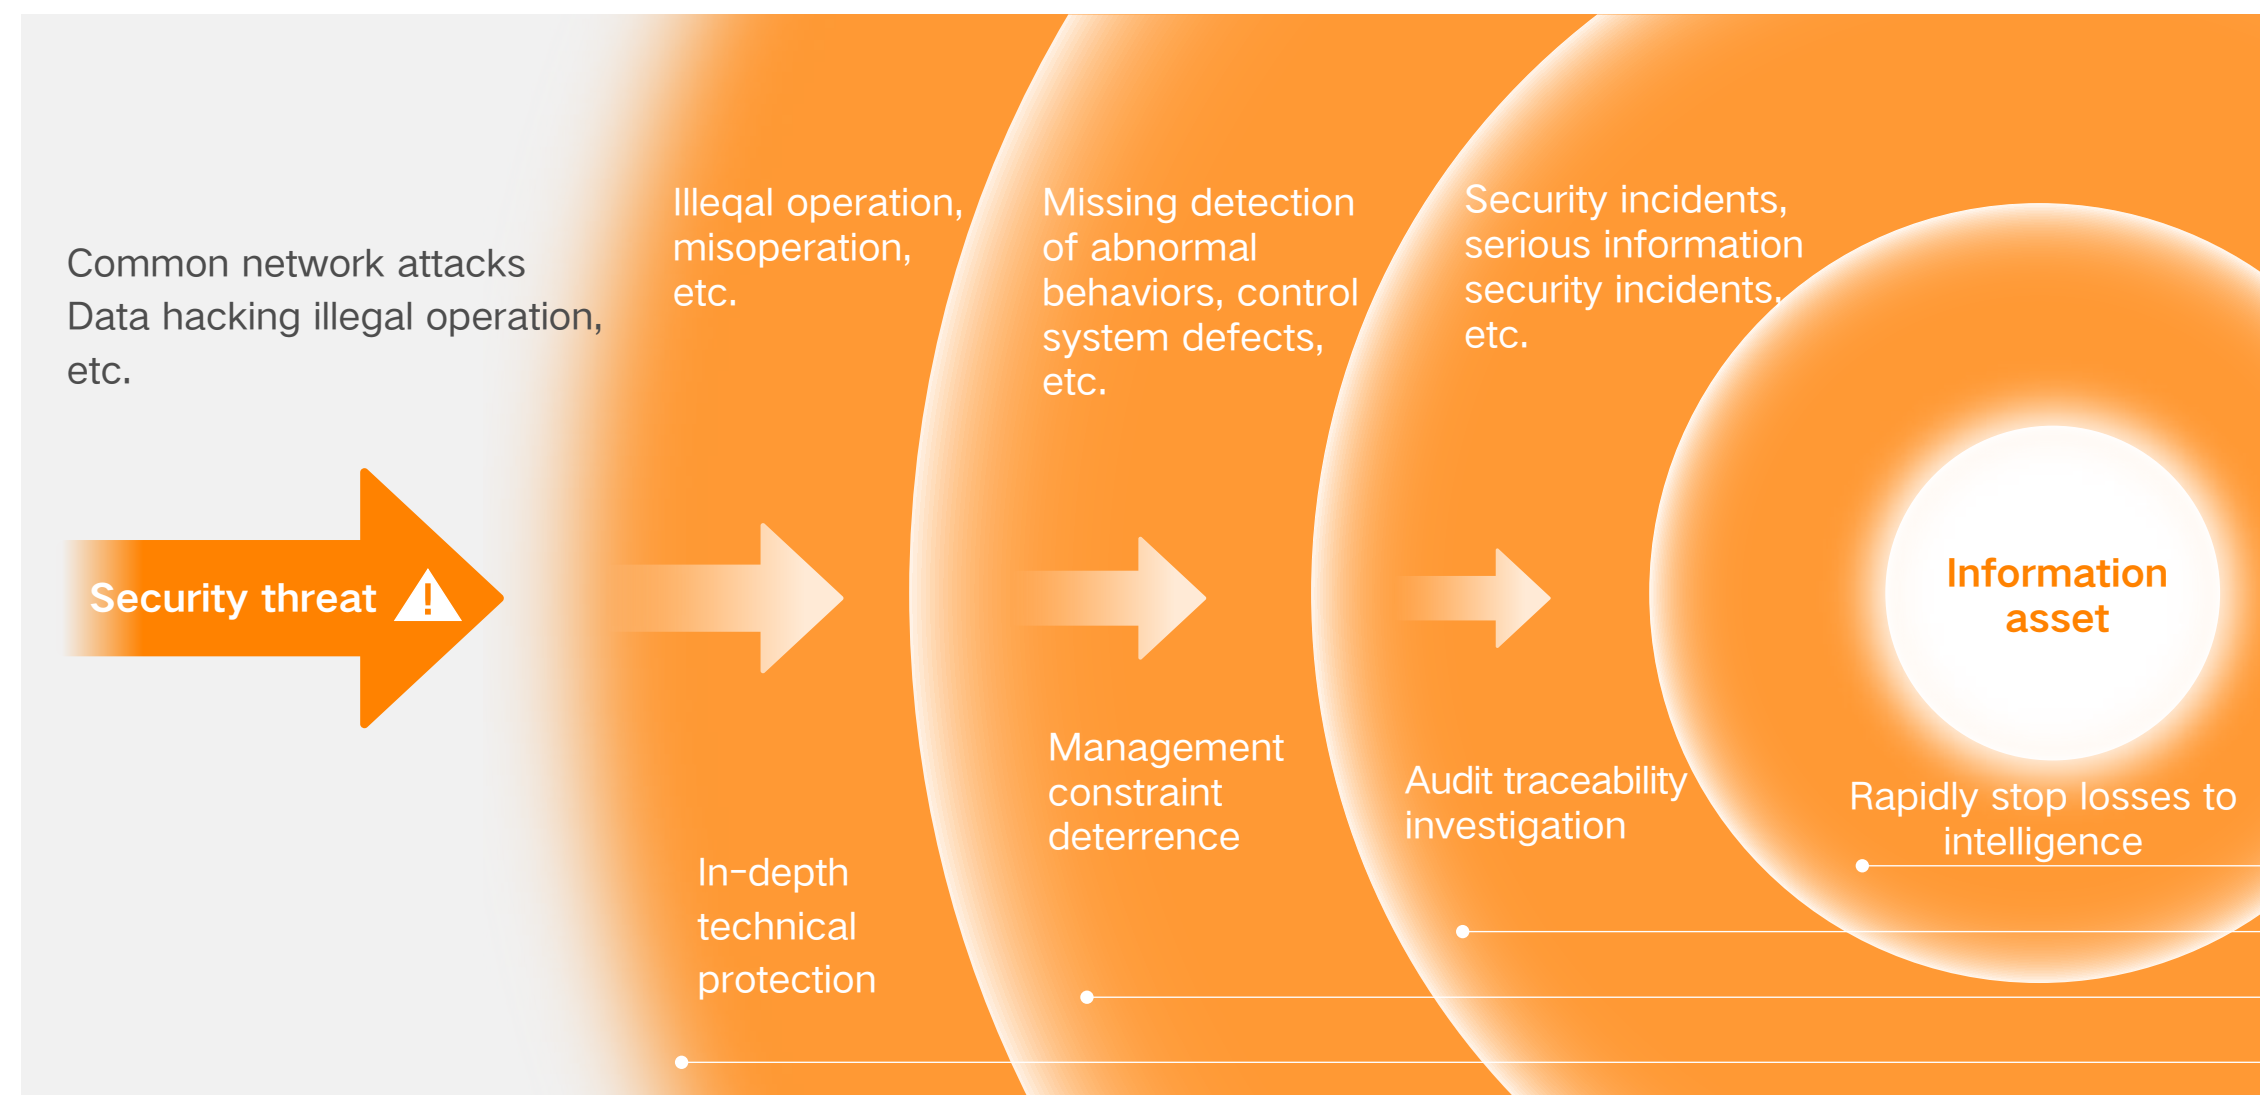 Common network attacks
Data hacking illegal operation,
etc.
Security threat
Illeqal operation,
misoperation,
etc.
In-depth
technical
protection
Missing detection
of abnormal
behaviors, control
system defects,
etc.
Management
constraint
deterrence
Security incidents,
serious information
security incidents,
etc.
Audit traceability
investigation
Information
asset
Rapidly stop losses to
intelligence